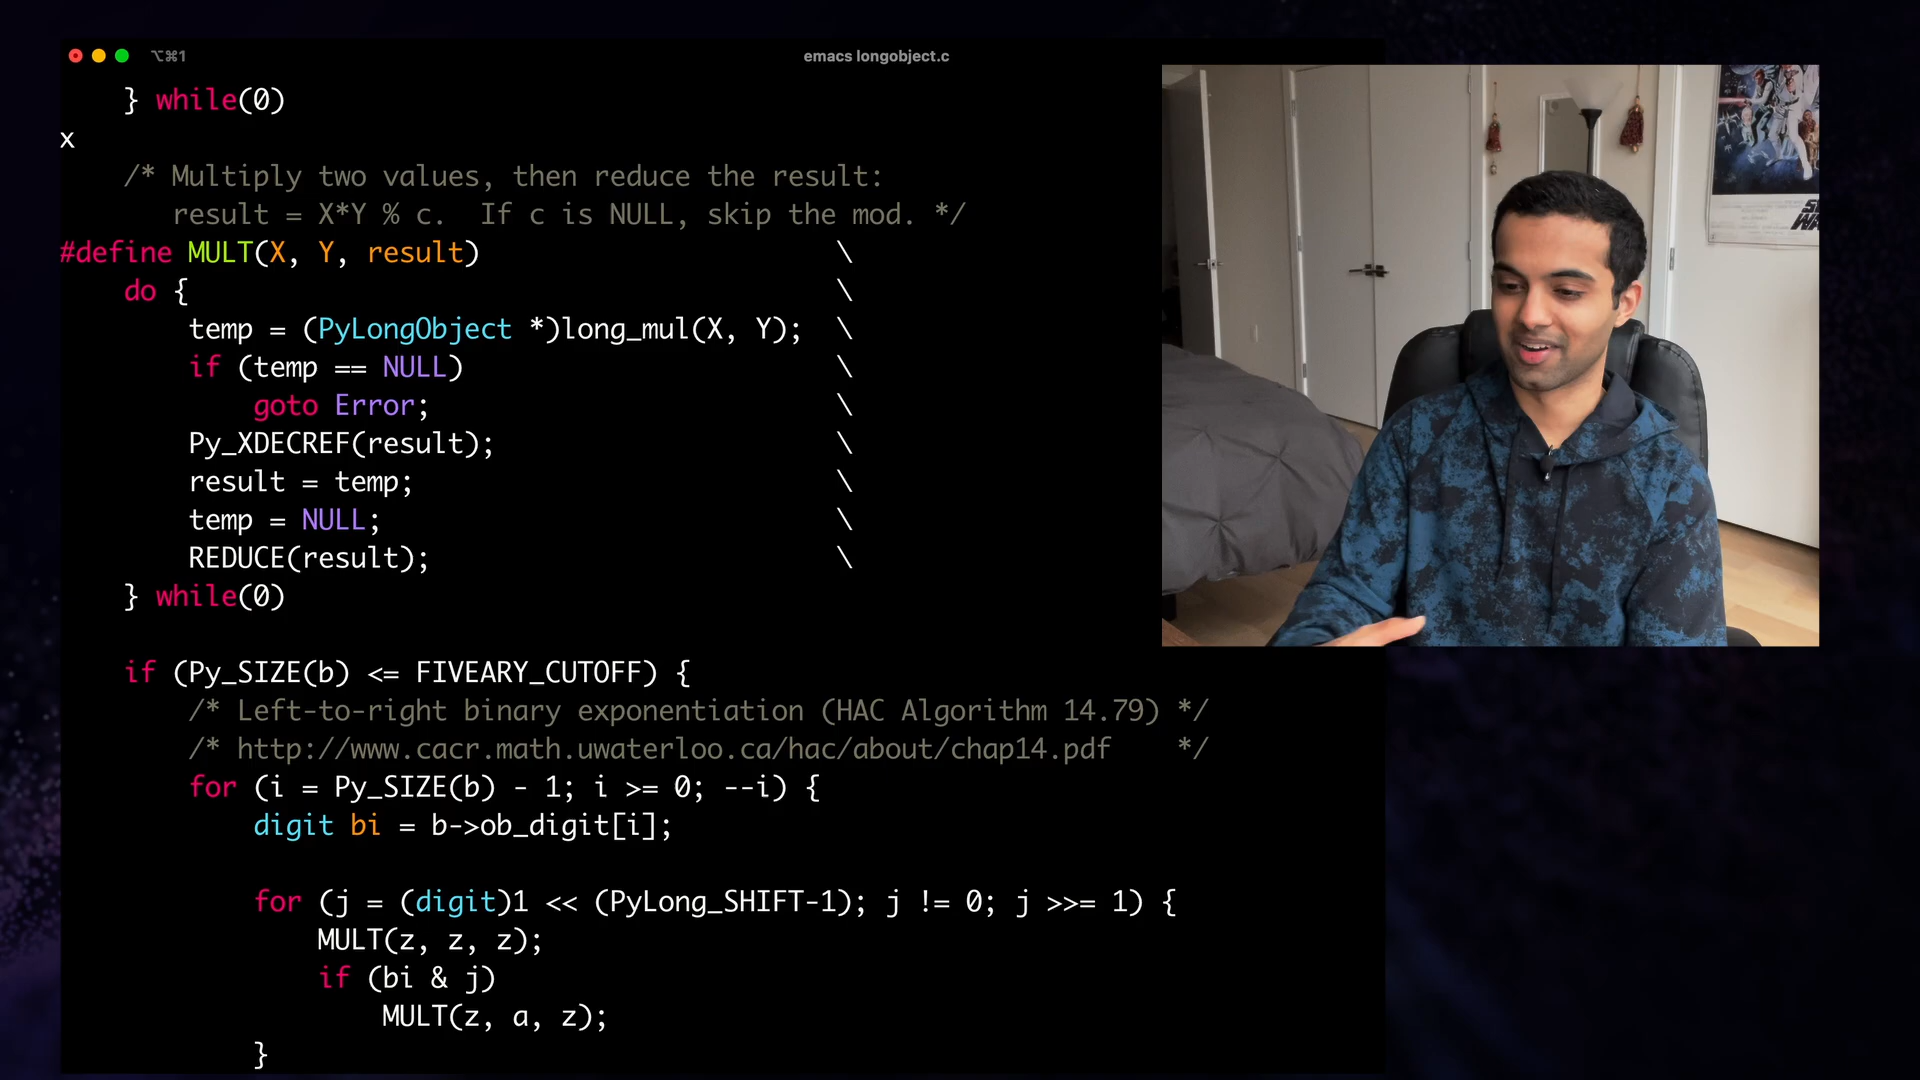 ⌥⌘1
emacs longobject.c
} while(0)
x
/* Multiply two values, then reduce the result:
result = X*Y % c.  If c is NULL, skip the mod. */
#define MULT(X, Y, result) \
do { \
temp = (PyLongObject *)long_mul(X, Y); \
if (temp == NULL) \
goto Error; \
Py_XDECREF(result); \
result = temp; \
temp = NULL; \
REDUCE(result); \
} while(0)
if (Py_SIZE(b) <= FIVEARY_CUTOFF) {
/* Left-to-right binary exponentiation (HAC Algorithm 14.79) */
/* http://www.cacr.math.uwaterloo.ca/hac/about/chap14.pdf    */
for (i = Py_SIZE(b) - 1; i >= 0; --i) {
digit bi = b->ob_digit[i];
for (j = (digit)1 << (PyLong_SHIFT-1); j != 0; j >>= 1) {
MULT(z, z, z);
if (bi & j)
MULT(z, a, z);
}